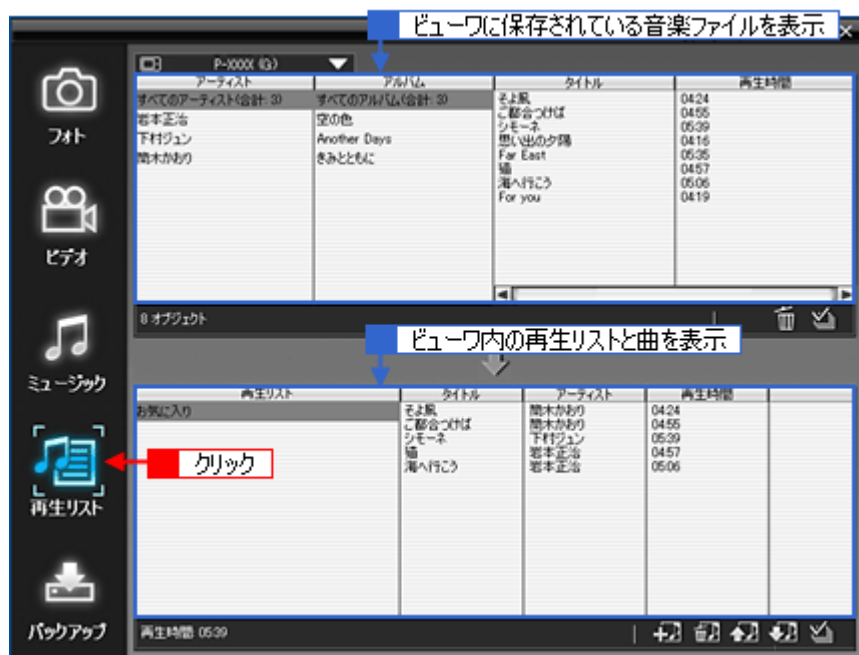 ビューワに保存されている音楽ファイルを表示
P-XXXX (G)
アーティスト アルバム タイトル 再生時間
すべてのアーティスト(合計: 3) すべてのアルバム(合計: 3) そよ風 04:24
岩本正治 空の色 ご都合つけば 04:55
下村ジュン Another Days シモーネ 05:39
間木かおり きみとともに 思い出の夕陽 04:16
Far East 05:35
猫 04:57
海へ行こう 05:06
For you 04:19
8 オブジェクト
ビューワ内の再生リストと曲を表示
再生リスト タイトル アーティスト 再生時間
お気に入り そよ風 間木かおり 04:24
ご都合つけば 間木かおり 04:55
シモーネ 下村ジュン 05:39
猫 岩本正治 04:57
海へ行こう 岩本正治 05:06
再生時間 05:39
フォト
ビデオ
ミュージック
再生リスト
クリック
バックアップ